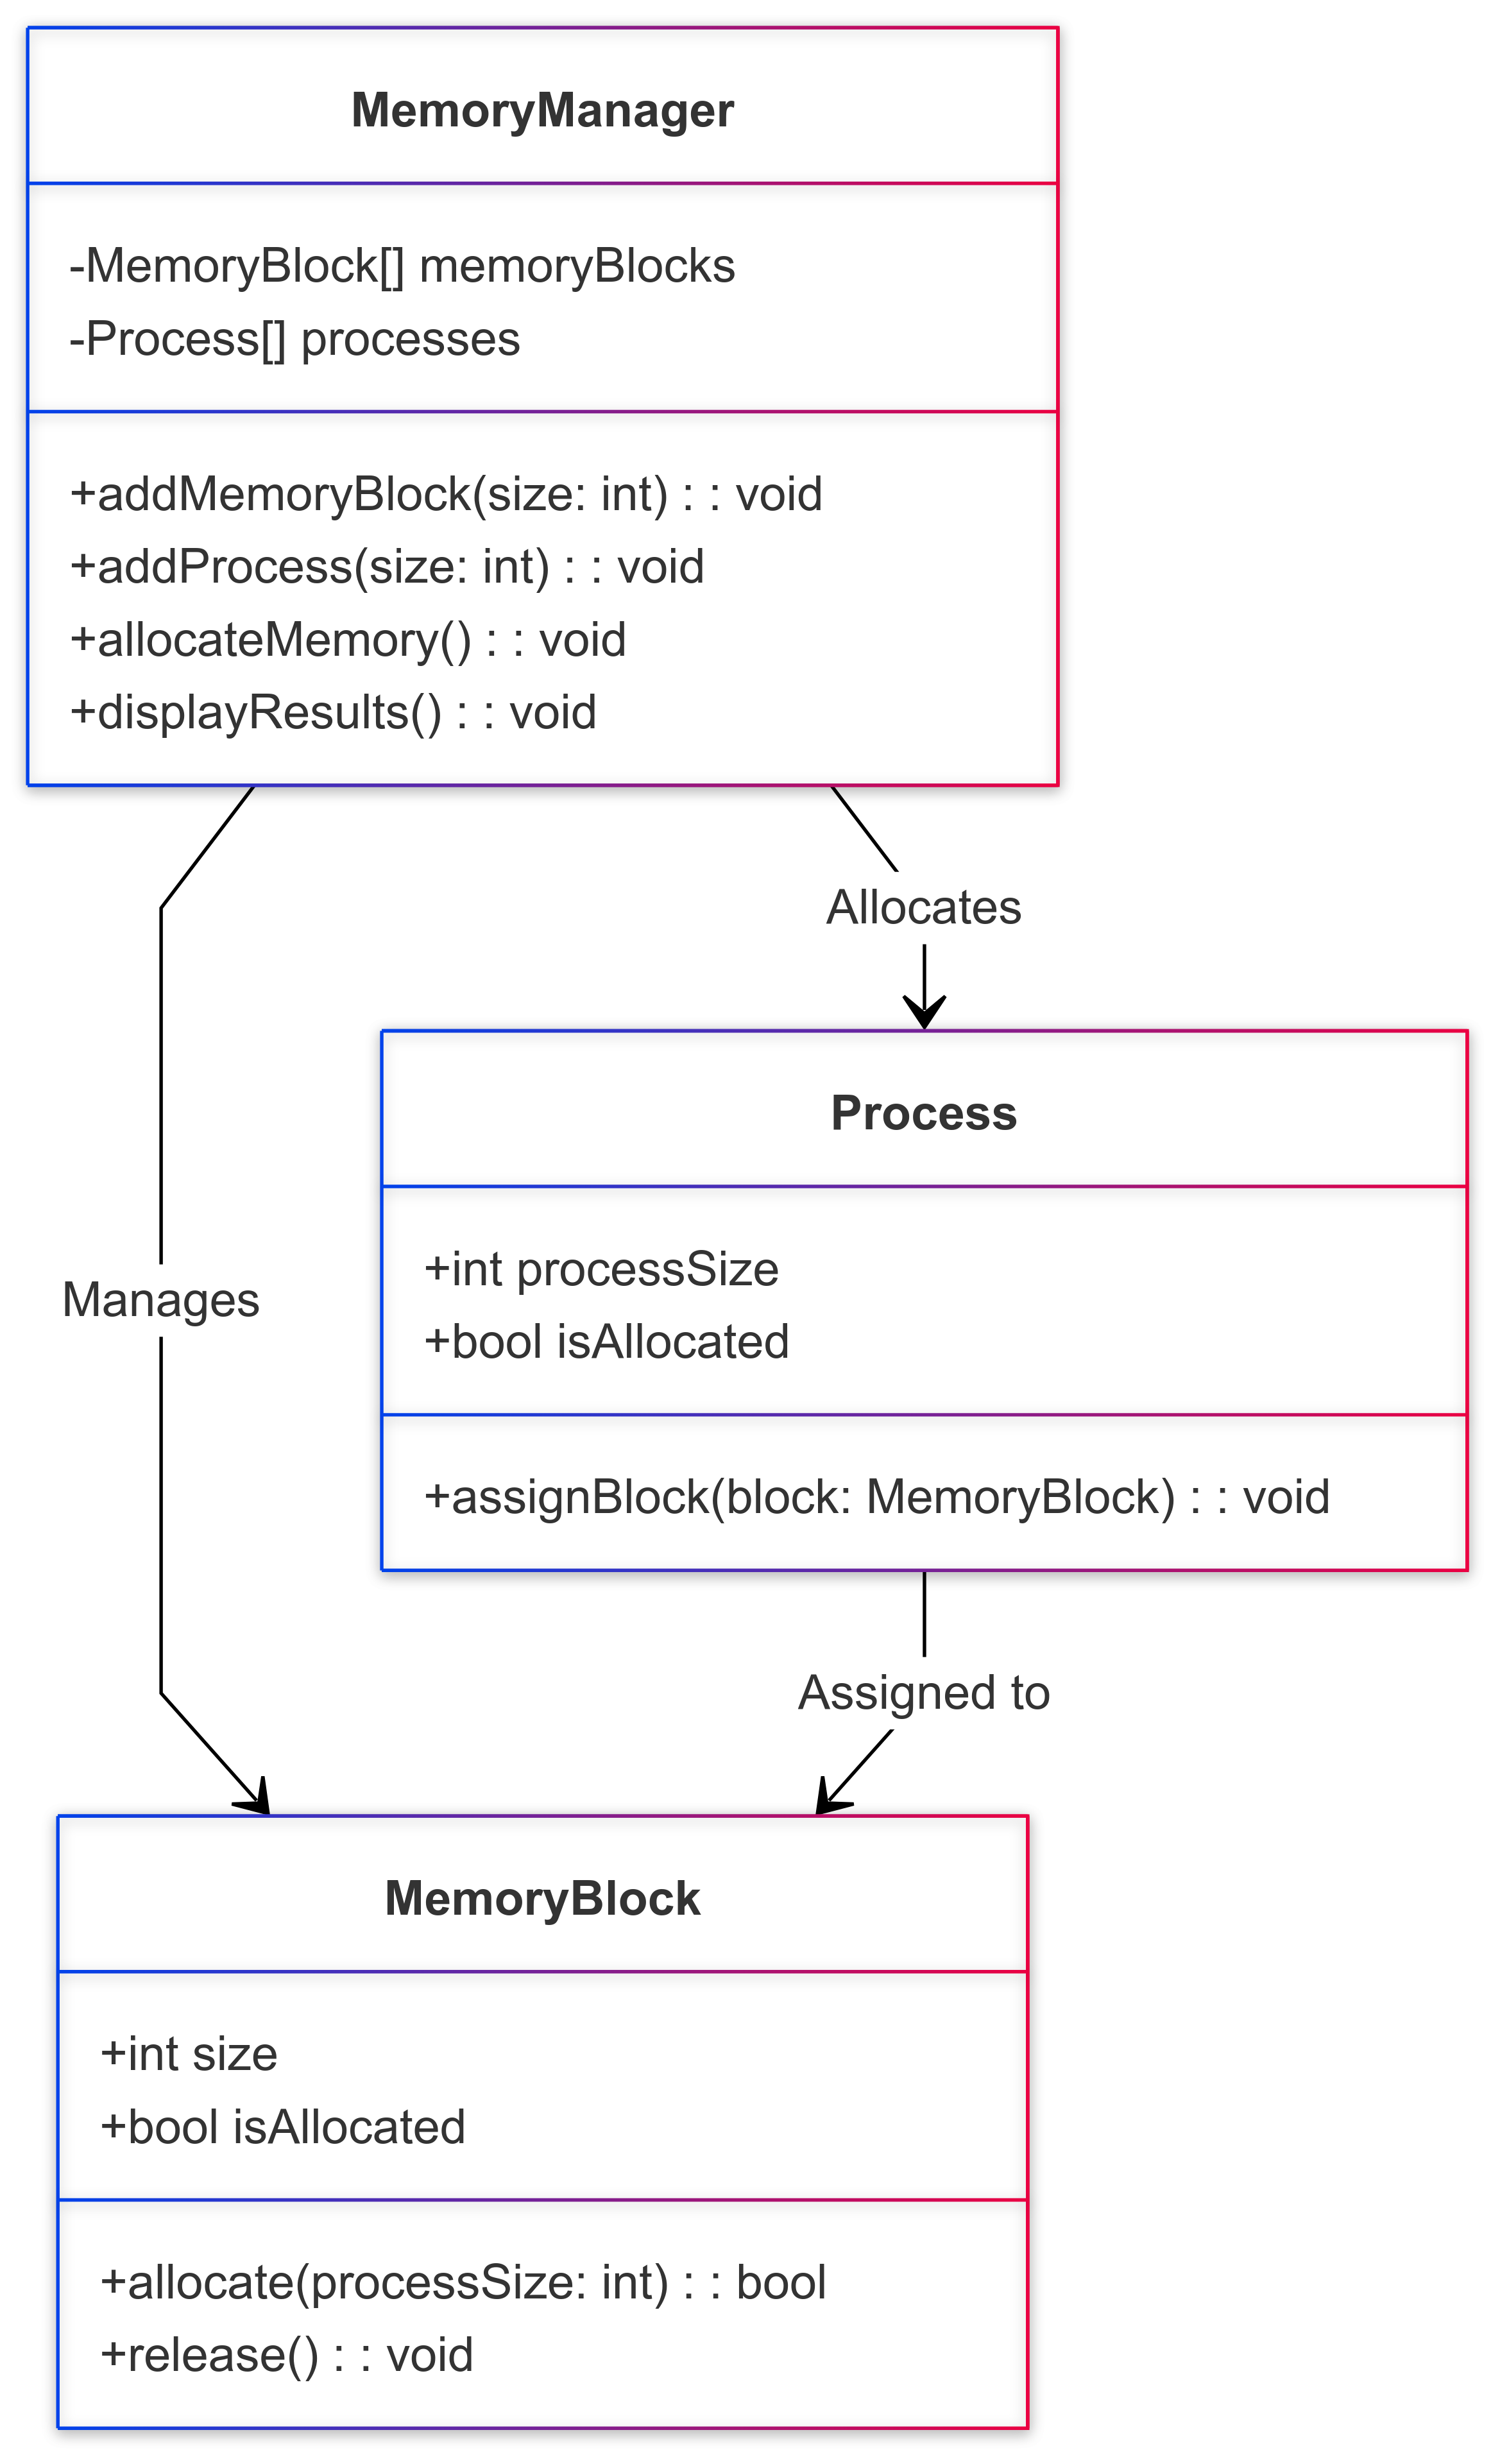 MemoryManager
-MemoryBlock[] memoryBlocks
-Process[] processes
+addMemoryBlock(size: int) : : void
+addProcess(size: int) : : void
+allocateMemory() : : void
+displayResults() : : void
Allocates
Process
+int processSize
+bool isAllocated
+assignBlock(block: MemoryBlock) : : void
Manages
Assigned to
MemoryBlock
+int size
+bool isAllocated
+allocate(processSize: int) : : bool
+release() : : void